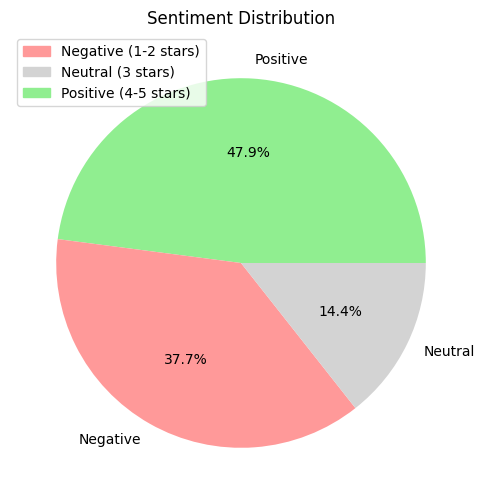 Sentiment Distribution
Negative (1-2 stars)
Neutral (3 stars)
Positive (4-5 stars)
Positive
47.9%
14.4%
Neutral
37.7%
Negative